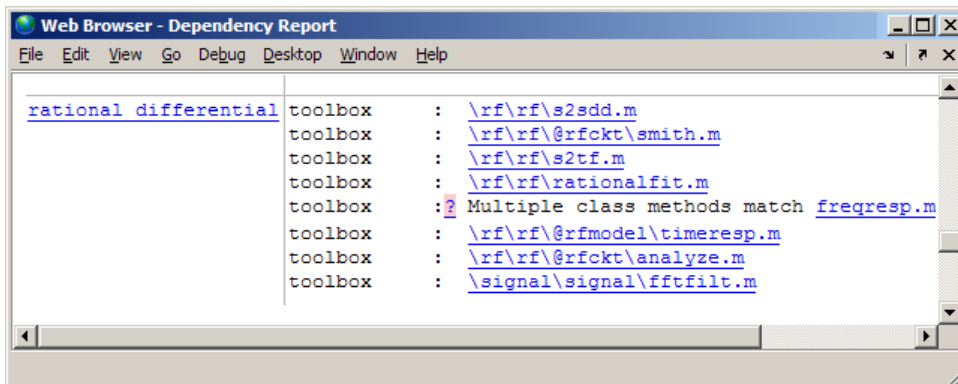 Web Browser - Dependency Report
File Edit View Go Debug Desktop Window Help
rational differential toolbox : \rf\rf\s2sdd.m
toolbox : \rf\rf\@rfckt\smith.m
toolbox : \rf\rf\s2tf.m
toolbox : \rf\rf\rationalfit.m
toolbox :? Multiple class methods match freqresp.m
toolbox : \rf\rf\@rfmodel\timeresp.m
toolbox : \rf\rf\@rfckt\analyze.m
toolbox : \signal\signal\fftfilt.m